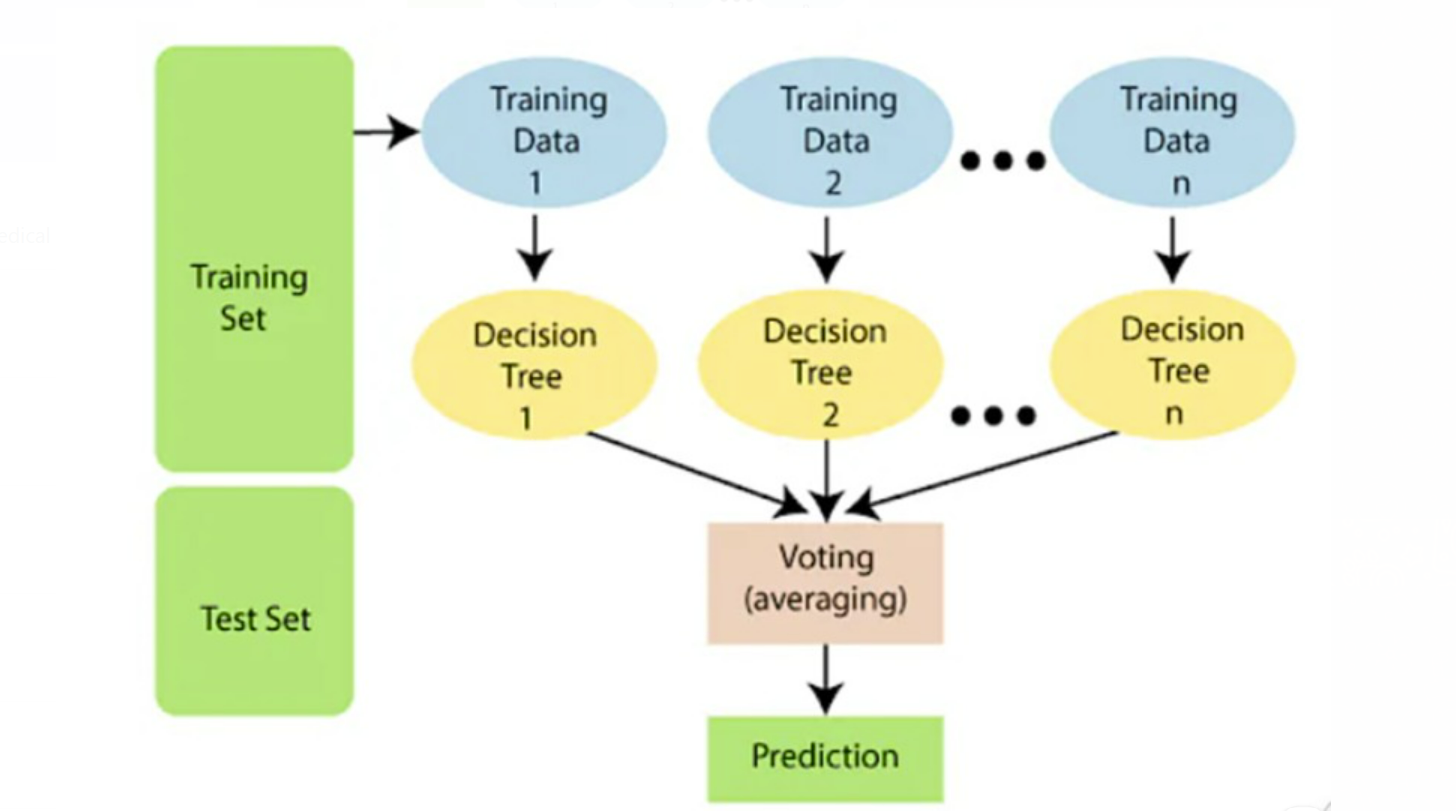 Training
Set
Test Set
Training
Data
1
Training
Data
2
Training
Data
n
Decision
Tree
1
Decision
Tree
2
Decision
Tree
n
Voting
(averaging)
Prediction